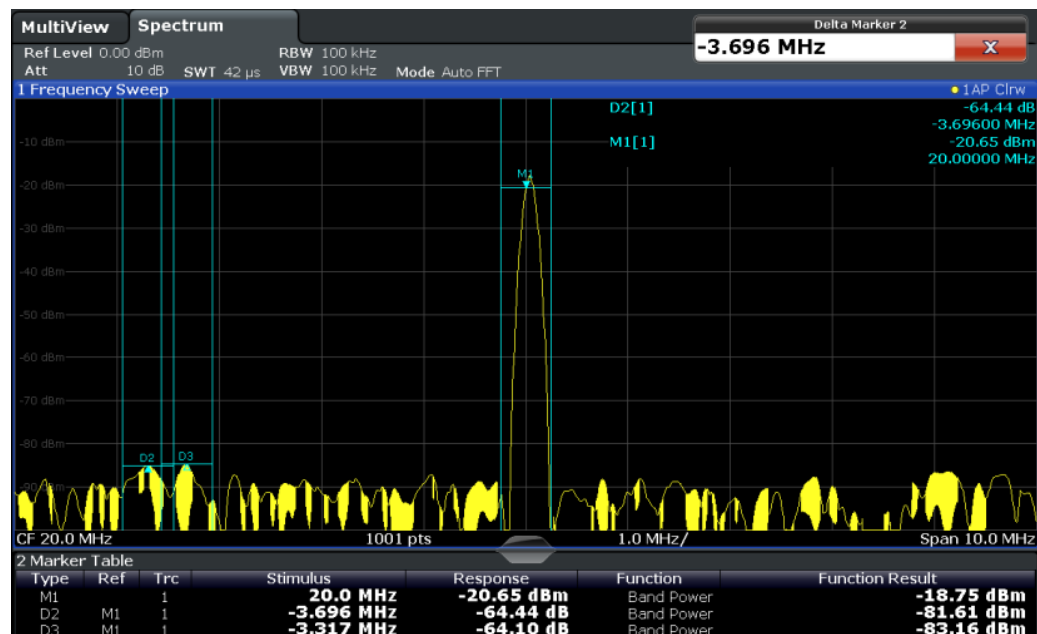 MultiView Spectrum
Delta Marker 2
-3.696 MHz X
Ref Level 0.00 dBm RBW 100 kHz
Att 10 dB SWT 42 µs VBW 100 kHz Mode Auto FFT
1 Frequency Sweep 1AP Clrw
D2[1] -64.44 dB
-3.69600 MHz
M1[1] -20.65 dBm
20.00000 MHz
-10 dBm
M1
-20 dBm
-30 dBm
-40 dBm
-50 dBm
-60 dBm
-70 dBm
-80 dBm
D2 D3
-90 dBm
CF 20.0 MHz 1001 pts 1.0 MHz/ Span 10.0 MHz
2 Marker Table
Type Ref Trc Stimulus Response Function Function Result
M1 1 20.0 MHz -20.65 dBm Band Power -18.75 dBm
D2 M1 1 -3.696 MHz -64.44 dB Band Power -81.61 dBm
D3 M1 1 -3.317 MHz -64.10 dB Band Power -83.16 dBm